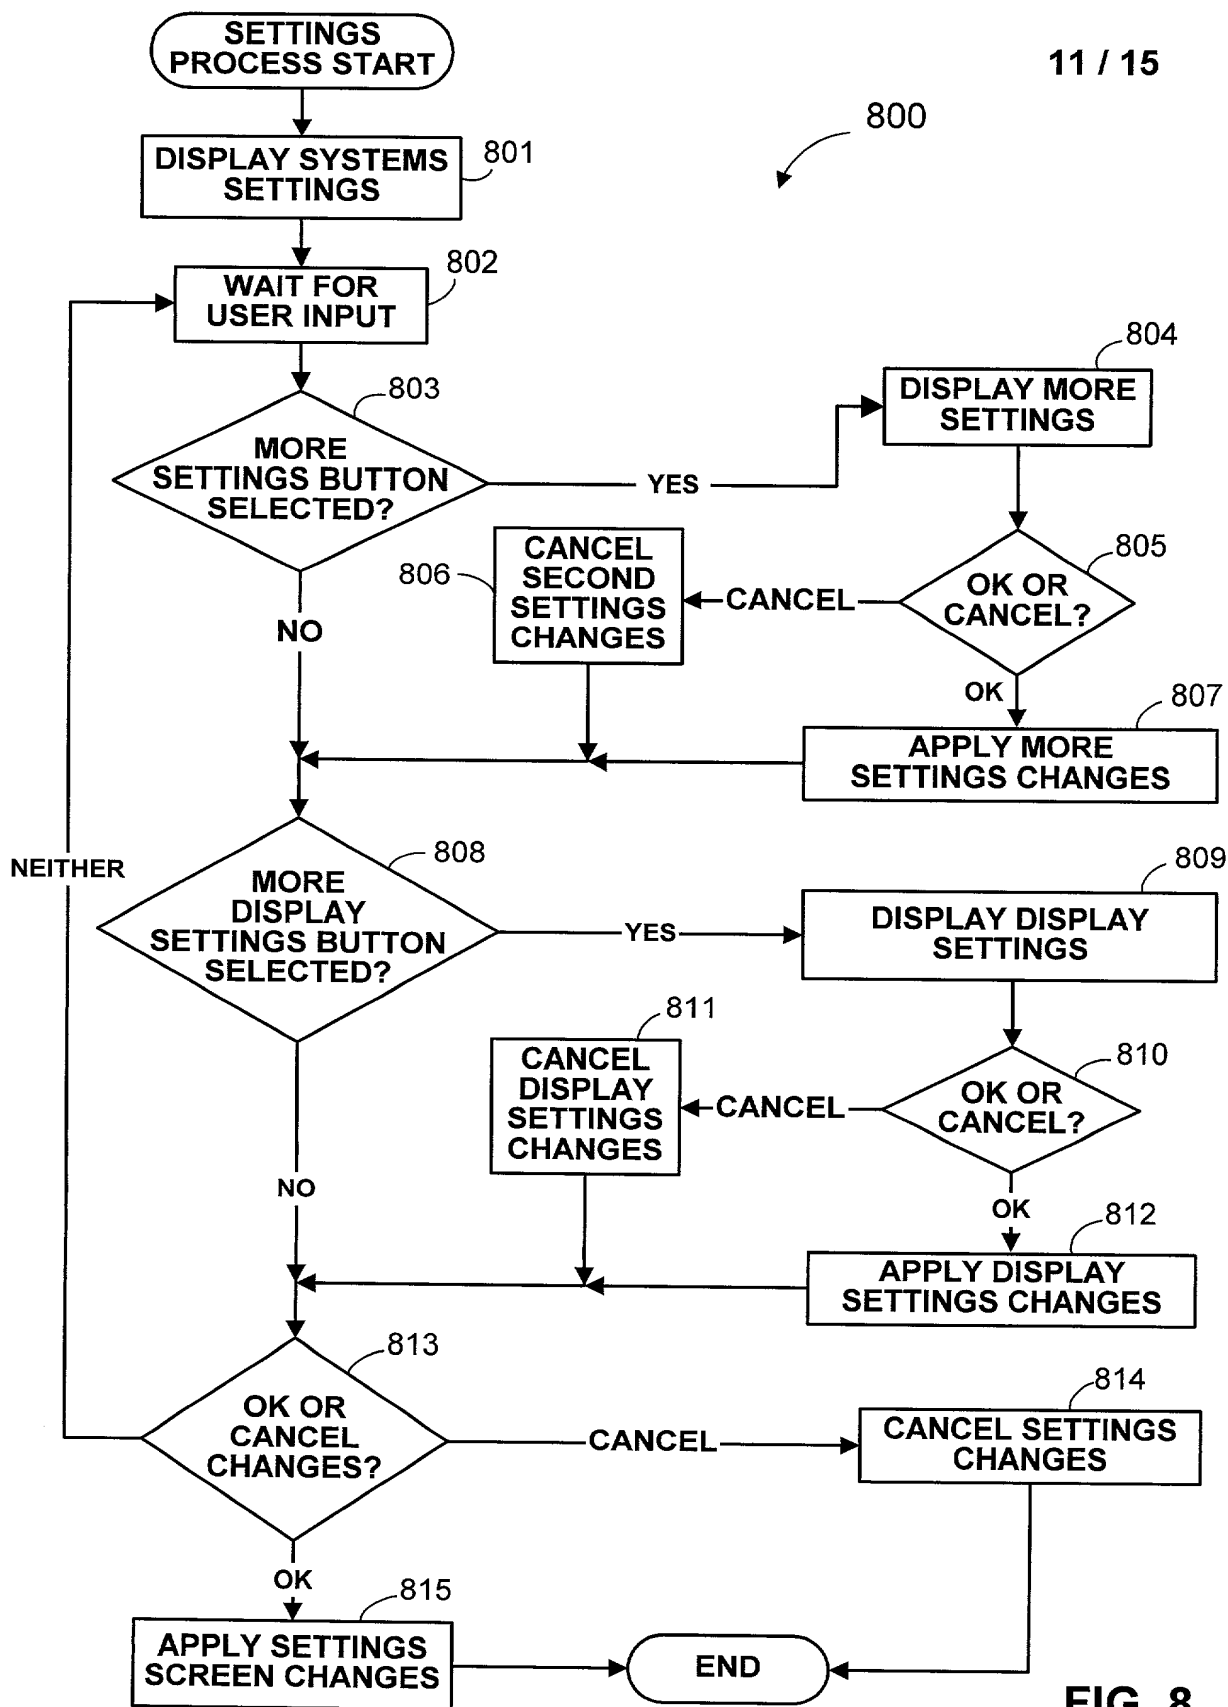 SETTINGS
PROCESS START
11 / 15
800
DISPLAY SYSTEMS
SETTINGS
801
WAIT FOR
USER INPUT
802
803
MORE
SETTINGS BUTTON
SELECTED?
YES
804
DISPLAY MORE
SETTINGS
805
OK OR
CANCEL?
CANCEL
806
CANCEL
SECOND
SETTINGS
CHANGES
NO
OK
807
APPLY MORE
SETTINGS CHANGES
NEITHER
808
MORE
DISPLAY
SETTINGS BUTTON
SELECTED?
YES
809
DISPLAY DISPLAY
SETTINGS
810
OK OR
CANCEL?
CANCEL
811
CANCEL
DISPLAY
SETTINGS
CHANGES
NO
OK
812
APPLY DISPLAY
SETTINGS CHANGES
813
OK OR
CANCEL
CHANGES?
CANCEL
814
CANCEL SETTINGS
CHANGES
OK
815
APPLY SETTINGS
SCREEN CHANGES
END
FIG. 8